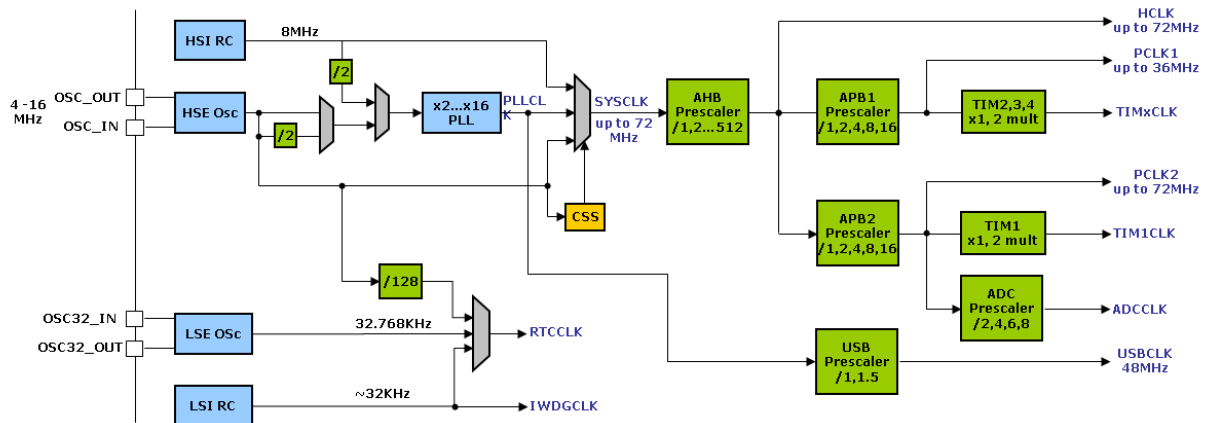 HSI RC
8MHz
/2
OSC_OUT
4 -16
MHz
OSC_IN
HSE Osc
/2
x2...x16
PLL
PLLCL
K
SYSCLK
up to 72
MHz
CSS
AHB
Prescaler
/1,2...512
APB1
Prescaler
/1,2,4,8,16
TIM2,3,4
x1, 2 mult
HCLK
up to 72MHz
PCLK1
up to 36MHz
TIMxCLK
APB2
Prescaler
/1,2,4,8,16
PCLK2
up to 72MHz
TIM1
x1, 2 mult
TIM1CLK
ADC
Prescaler
/2,4,6,8
ADCCLK
USB
Prescaler
/1,1.5
USBCLK
48MHz
/128
OSC32_IN
OSC32_OUT
LSE OSc
32.768KHz
RTCCLK
LSI RC
~32KHz
IWDGCLK